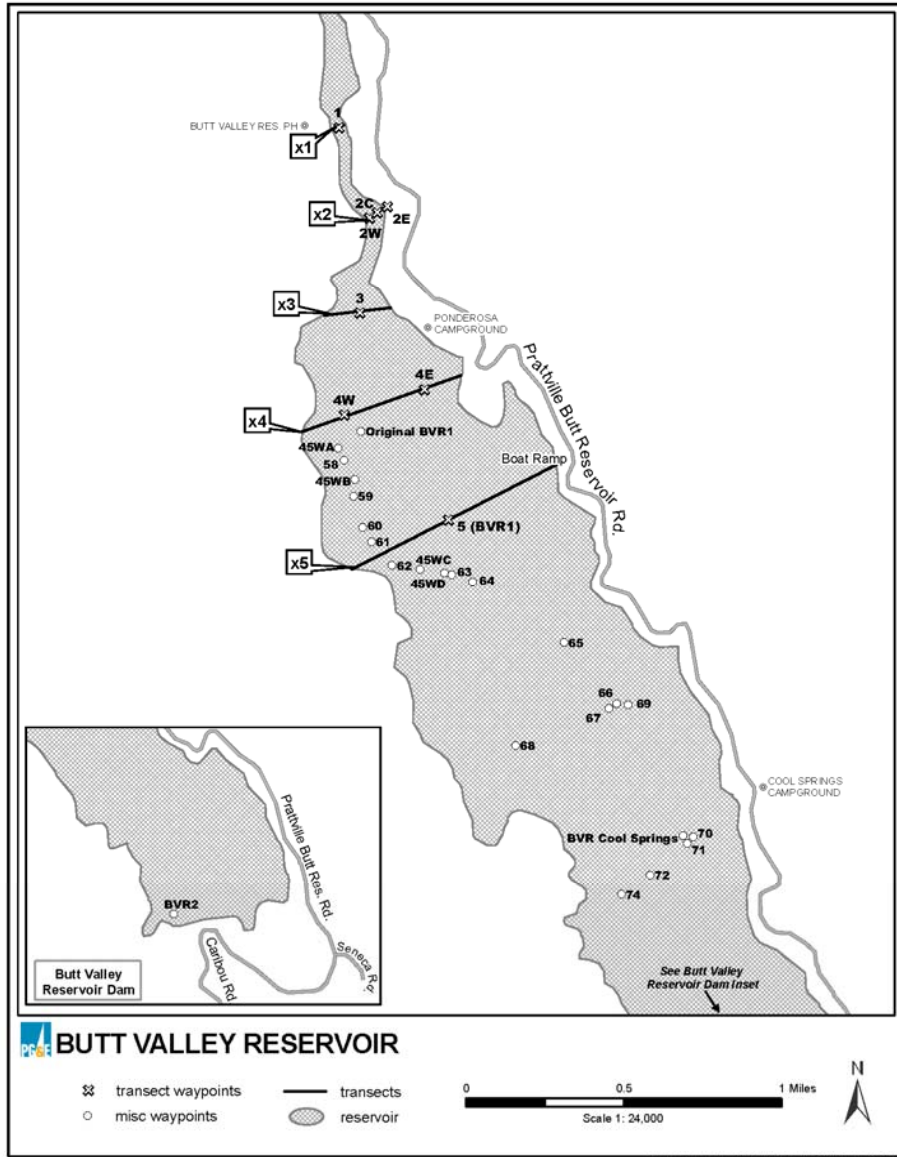 1
BUTT VALLEY RES. PH
x1
2C
x2
2E
2W
x3
3
PONDEROSA
CAMPGROUND
Prattville Butt Reservoir Rd.
4E
4W
x4
Original BVR1
45WA
58
Boat Ramp
45WB
59
60
5 (BVR1)
61
x5
62
45WC
63
45WD
64
65
66
69
67
68
COOL SPRINGS
CAMPGROUND
BVR Cool Springs
70
71
72
74
Prattville Butt Res. Rd.
BVR2
Caribou Rd
Seneca Rd.
Butt Valley
Reservoir Dam
See Butt Valley
Reservoir Dam Inset
PG&E
BUTT VALLEY RESERVOIR
transect waypoints
transects
misc waypoints
reservoir
0
0.5
1 Miles
Scale 1: 24,000
N